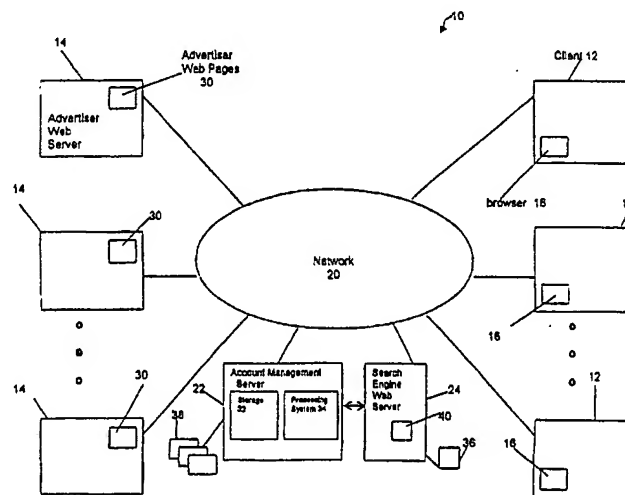 10
14
Advertiser
Web Pages
30
Client 12
Advertiser
Web
Server
browser 16
14
30
Network
20
16
14
30
22
Account Management
Server
Storage
32
Processing
System 34
Search
Engine
Web
Server
24
40
38
36
12
16